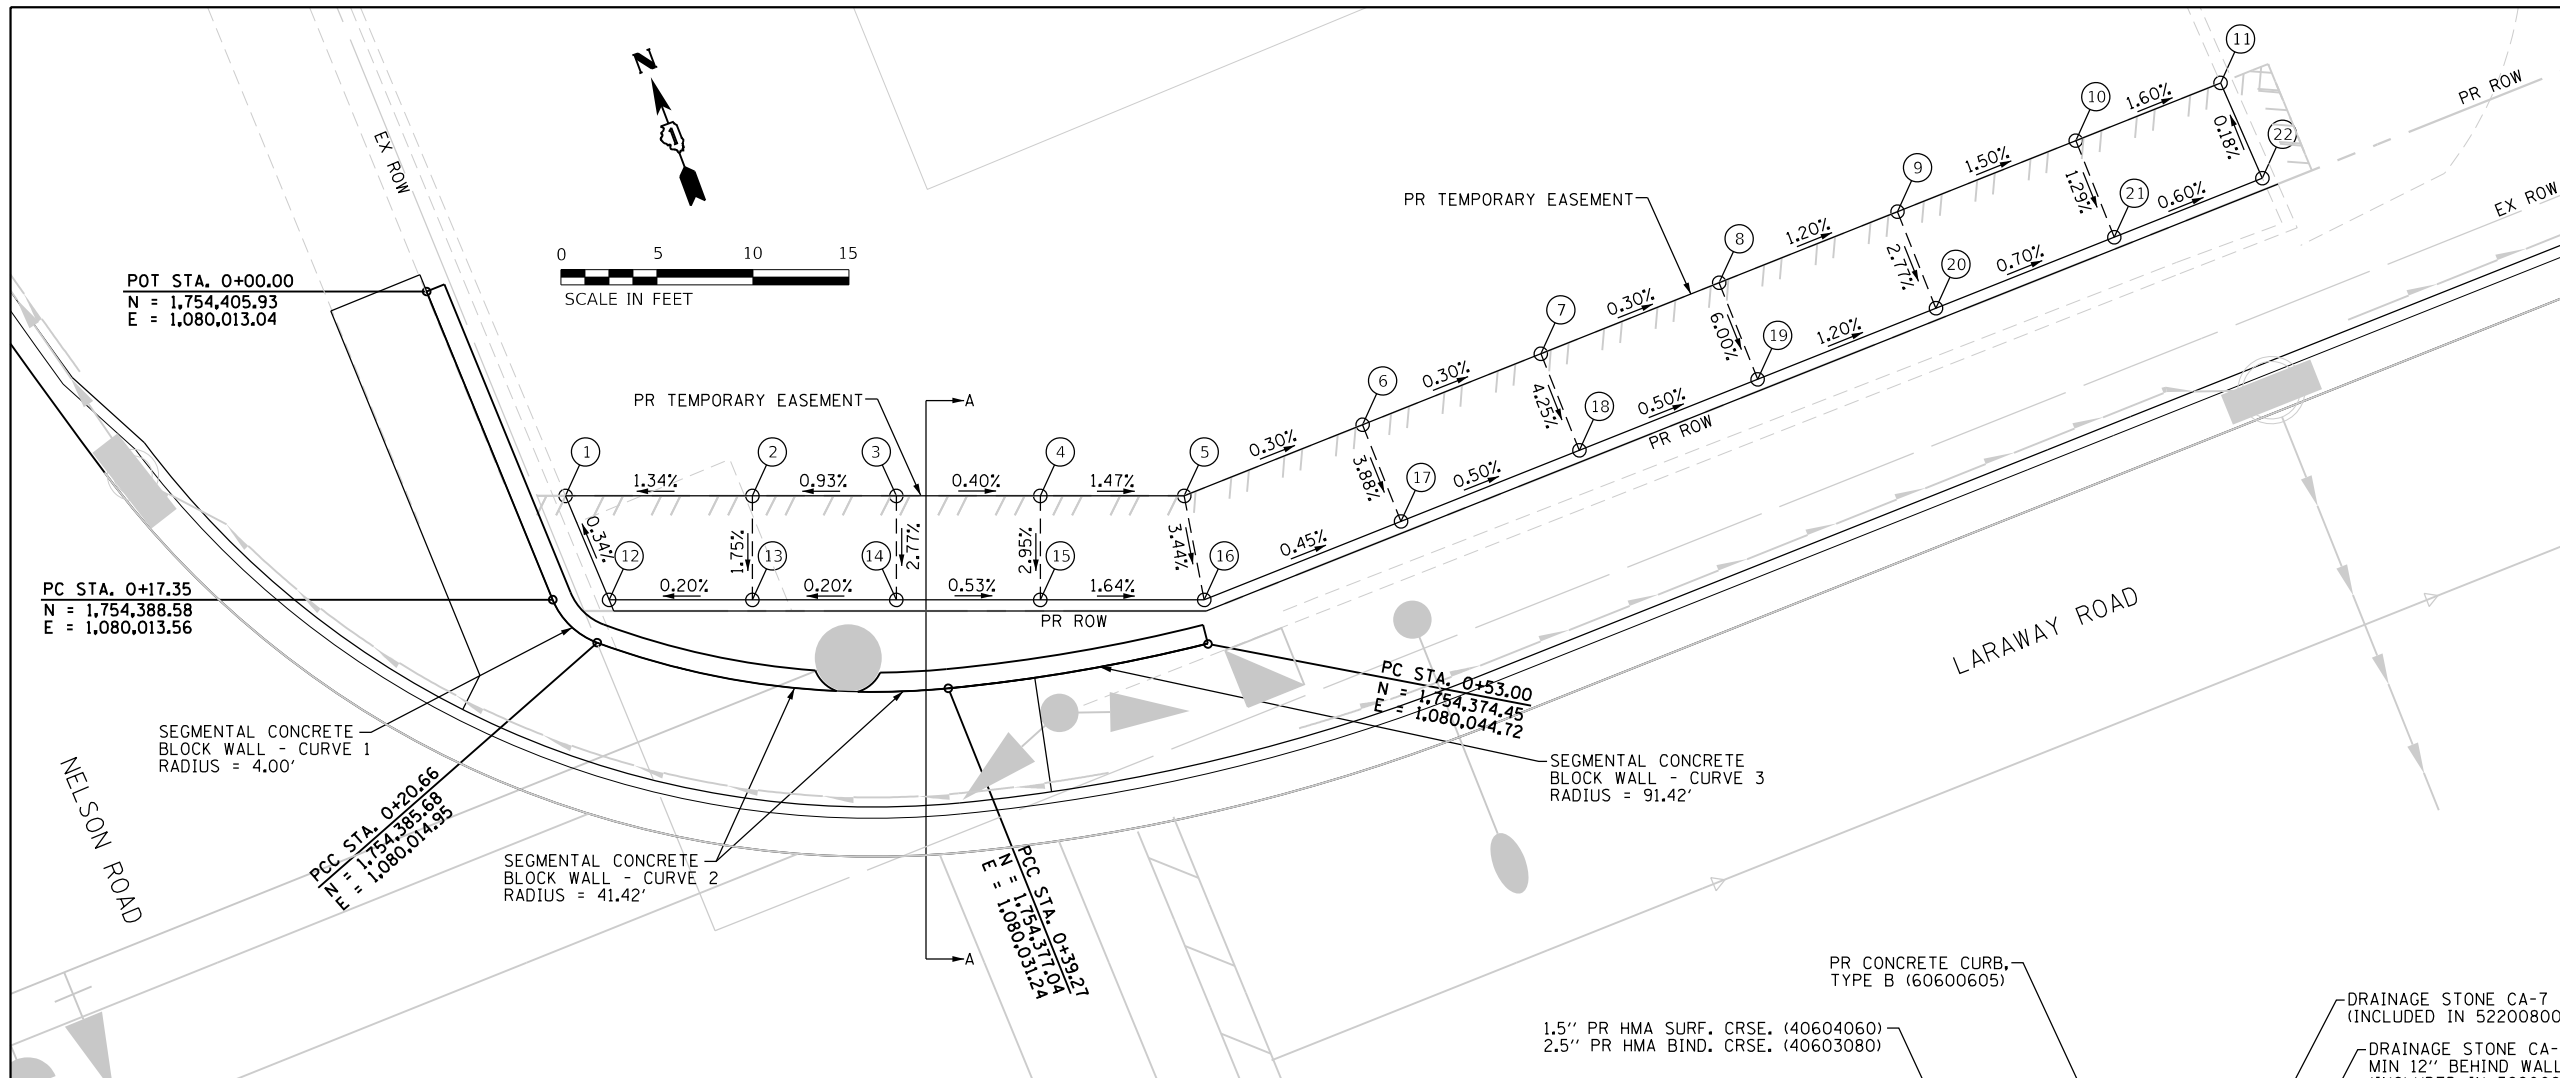 11
PR ROW
10
1.60%
N
EX ROW
0.18%
22
9
1.50%
1.29%
21
PR TEMPORARY EASEMENT
EX ROW
0.60%
8
1.20%
2.77%
20
0.70%
0 5 10 15
SCALE IN FEET
POT STA. 0+00.00
N = 1,754,405.93
E = 1,080,013.04
7
0.30%
6.00%
19
1.20%
6
0.30%
4.25%
18
0.50%
PR ROW
PR TEMPORARY EASEMENT
A
1
2
3
4
5
0.30%
3.88%
17
0.50%
1.34%
0.93%
0.40%
1.47%
0.34%
12
1.75%
13
14
2.77%
2.95%
15
3.44%
16
0.45%
0.20%
0.20%
0.53%
1.64%
PR ROW
PC STA. 0+17.35
N = 1,754,388.58
E = 1,080,013.56
LARAWAY ROAD
PC STA. 0+53.00
N = 1,754,374.45
E = 1,080,044.72
SEGMENTAL CONCRETE
BLOCK WALL - CURVE 1
RADIUS = 4.00'
NELSON ROAD
SEGMENTAL CONCRETE
BLOCK WALL - CURVE 3
RADIUS = 91.42'
PCC STA. 0+20.66
N = 1,754,385.68
E = 1,080,014.95
SEGMENTAL CONCRETE
BLOCK WALL - CURVE 2
RADIUS = 41.42'
PCC STA. 0+39.27
N = 1,754,377.04
E = 1,080,031.24
A
PR CONCRETE CURB,
TYPE B (60600605)
DRAINAGE STONE CA-7
(INCLUDED IN 52200800
1.5'' PR HMA SURF. CRSE. (40604060)
2.5'' PR HMA BIND. CRSE. (40603080)
DRAINAGE STONE CA-
MIN 12'' BEHIND WALL